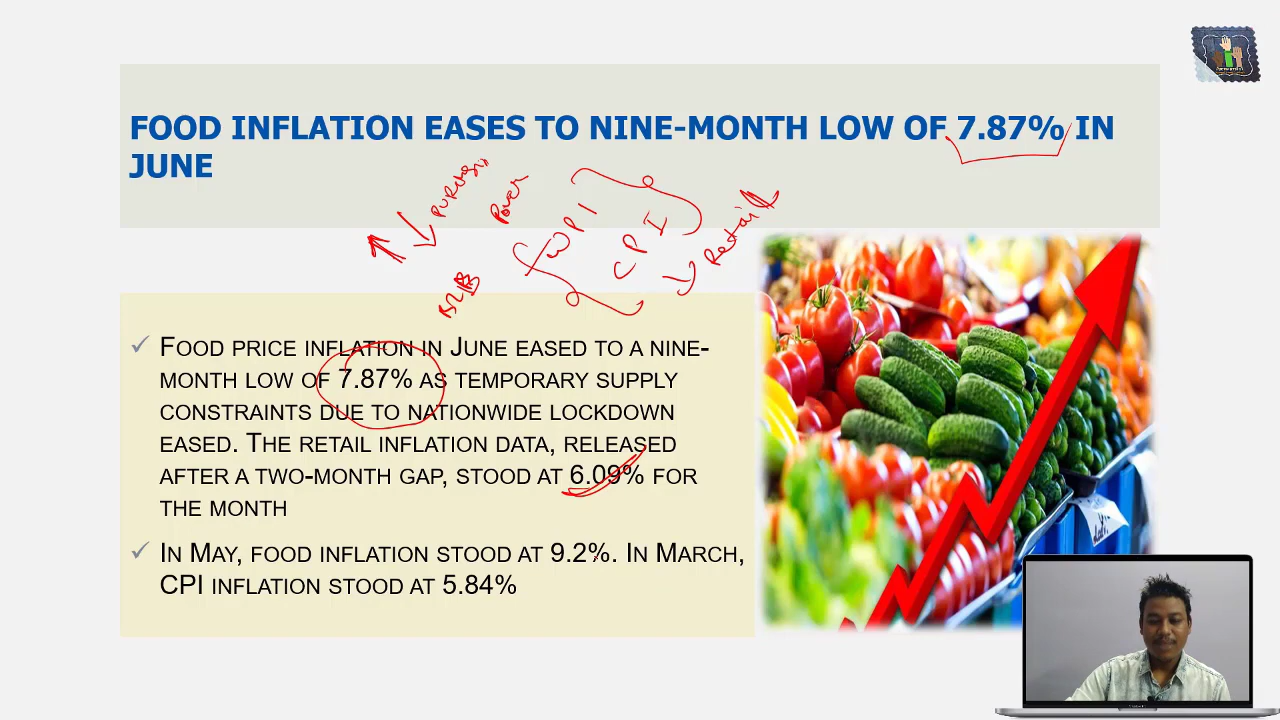 FOOD INFLATION EASES TO NINE-MONTH LOW OF 7.87% IN
JUNE
Power
WPI
CPI
Retail
B2B
FOOD PRICE INFLATION IN JUNE EASED TO A NINE-
MONTH LOW OF 7.87% AS TEMPORARY SUPPLY
CONSTRAINTS DUE TO NATIONWIDE LOCKDOWN
EASED. THE RETAIL INFLATION DATA, RELEASED
AFTER A TWO-MONTH GAP, STOOD AT 6.09% FOR
THE MONTH
IN MAY, FOOD INFLATION STOOD AT 9.2%. IN MARCH,
CPI INFLATION STOOD AT 5.84%